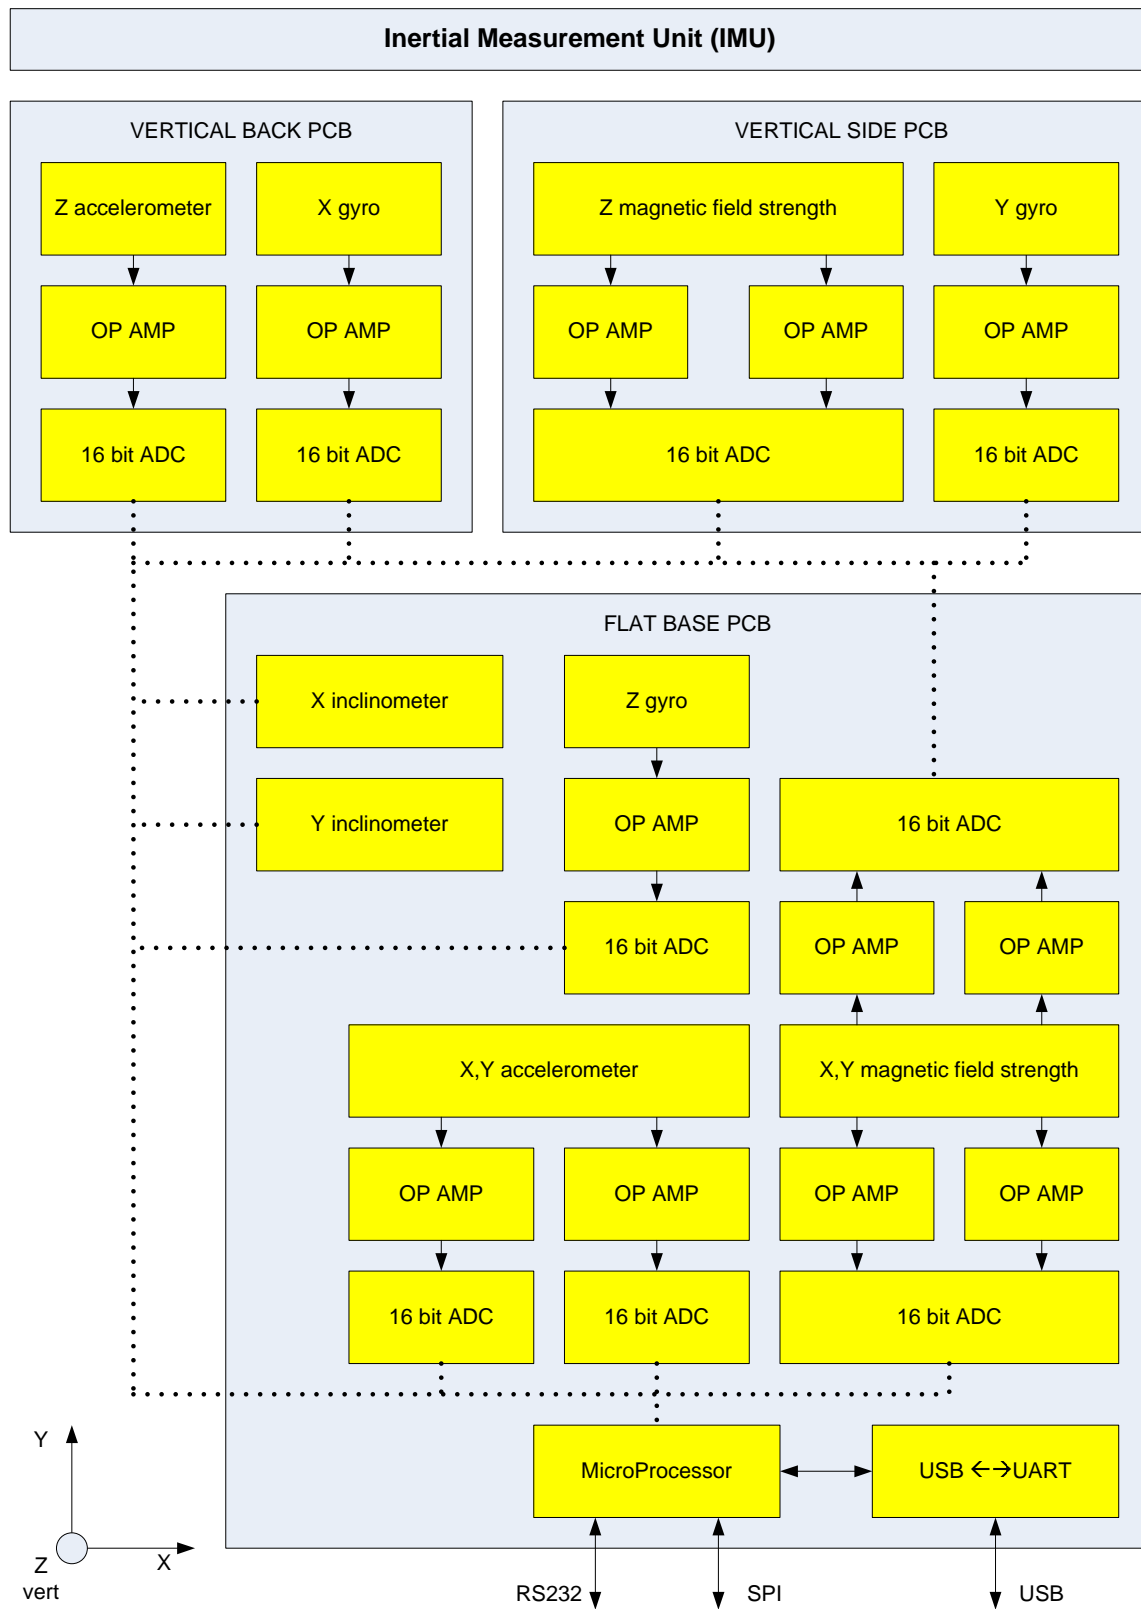 Inertial Measurement Unit (IMU)
VERTICAL BACK PCB
Z accelerometer
X gyro
OP AMP
OP AMP
16 bit ADC
16 bit ADC
VERTICAL SIDE PCB
Z magnetic field strength
Y gyro
OP AMP
OP AMP
OP AMP
16 bit ADC
16 bit ADC
FLAT BASE PCB
X inclinometer
Z gyro
Y inclinometer
OP AMP
16 bit ADC
16 bit ADC
OP AMP
OP AMP
X,Y accelerometer
X,Y magnetic field strength
OP AMP
OP AMP
OP AMP
OP AMP
16 bit ADC
16 bit ADC
16 bit ADC
MicroProcessor
USB ←→UART
Y
X
Z
vert
RS232
SPI
USB